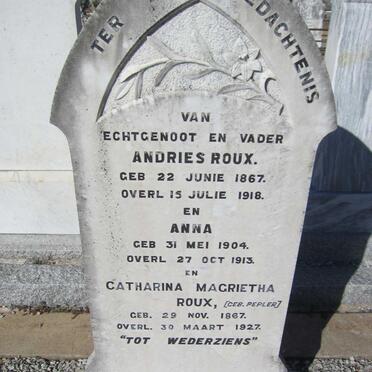 TER GEDACHTENIS
VAN
ECHTGENOOT EN VADER
ANDRIES ROUX.
GEB 22 JUNIE 1867.
OVERL 15 JULIE 1918.
EN
ANNA
GEB 31 MEI 1904.
OVERL 27 OCT 1913.
EN
CATHARINA MAGRIETHA
ROUX, (GEB. PEPLER)
GEB. 29 NOV. 1867.
OVERL. 30 MAART 1927.
"TOT WEDERZIENS"